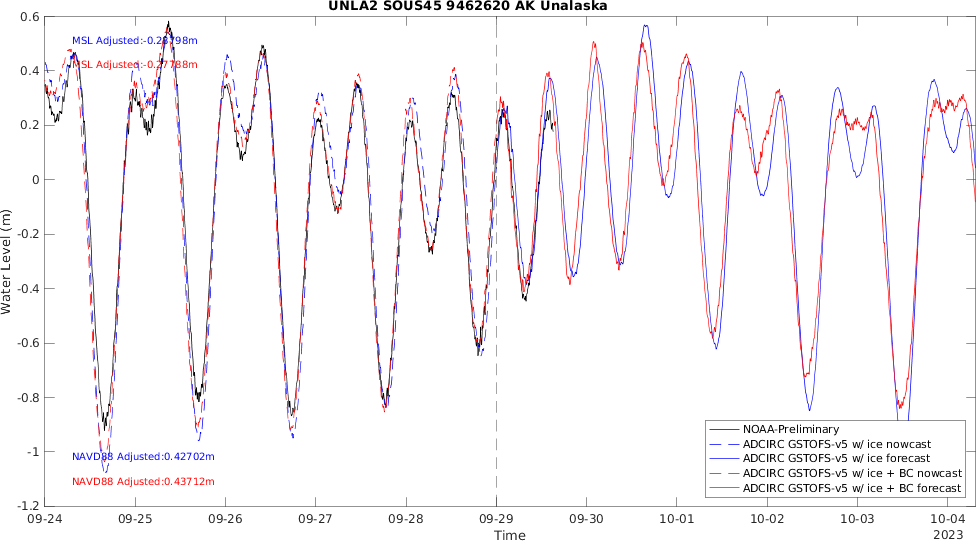 UNLA2 SOUS45 9462620 AK Unalaska
0.6
MSL Adjusted:-0.28798m
MSL Adjusted:-0.27788m
0.4
0.2
0
-0.2
-0.4
-0.6
-0.8
-1
-1.2
Water Level (m)
NAVD88 Adjusted:0.42702m
NAVD88 Adjusted:0.43712m
NOAA-Preliminary
ADCIRC GSTOFS-v5 w/ ice nowcast
ADCIRC GSTOFS-v5 w/ ice forecast
ADCIRC GSTOFS-v5 w/ ice + BC nowcast
ADCIRC GSTOFS-v5 w/ ice + BC forecast
09-24 09-25 09-26 09-27 09-28 09-29 09-30 10-01 10-02 10-03 10-04
Time 2023